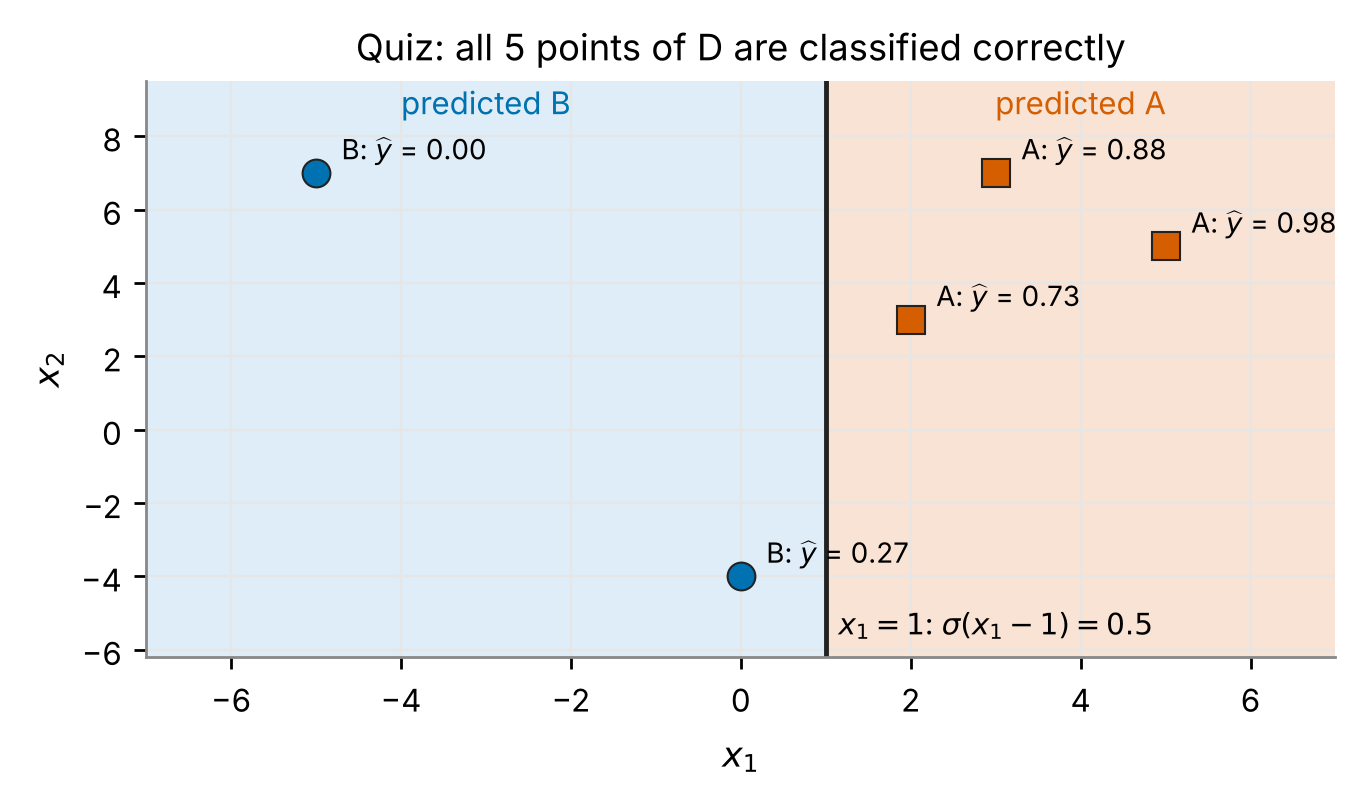 Quiz: all 5 points of D are classified correctly
predicted B
predicted A
B: ŷ = 0.00
A: ŷ = 0.88
A: ŷ = 0.98
A: ŷ = 0.73
B: ŷ = 0.27
x₁ = 1: σ(x₁ − 1) = 0.5
8
6
4
2
0
−2
−4
−6
x₂
−6 −4 −2 0 2 4 6
x₁